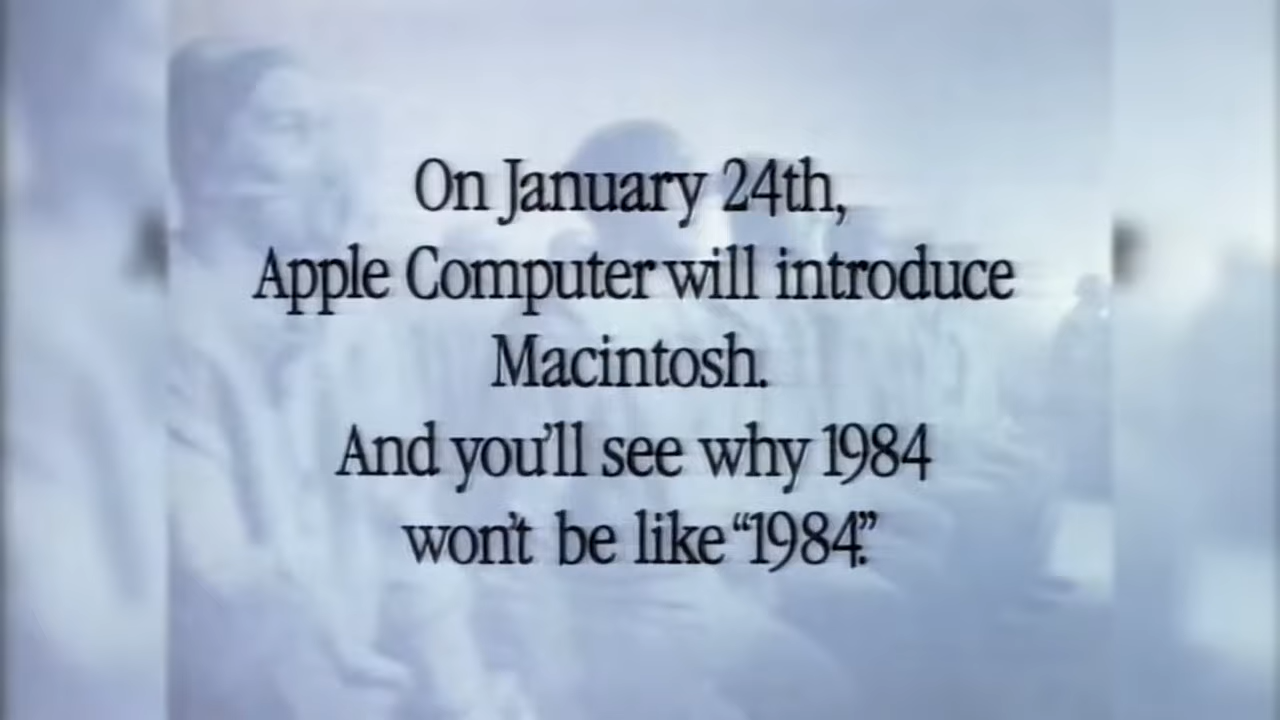 On January 24th,
Apple Computer will introduce
Macintosh.
And you'll see why 1984
won't be like “1984.”